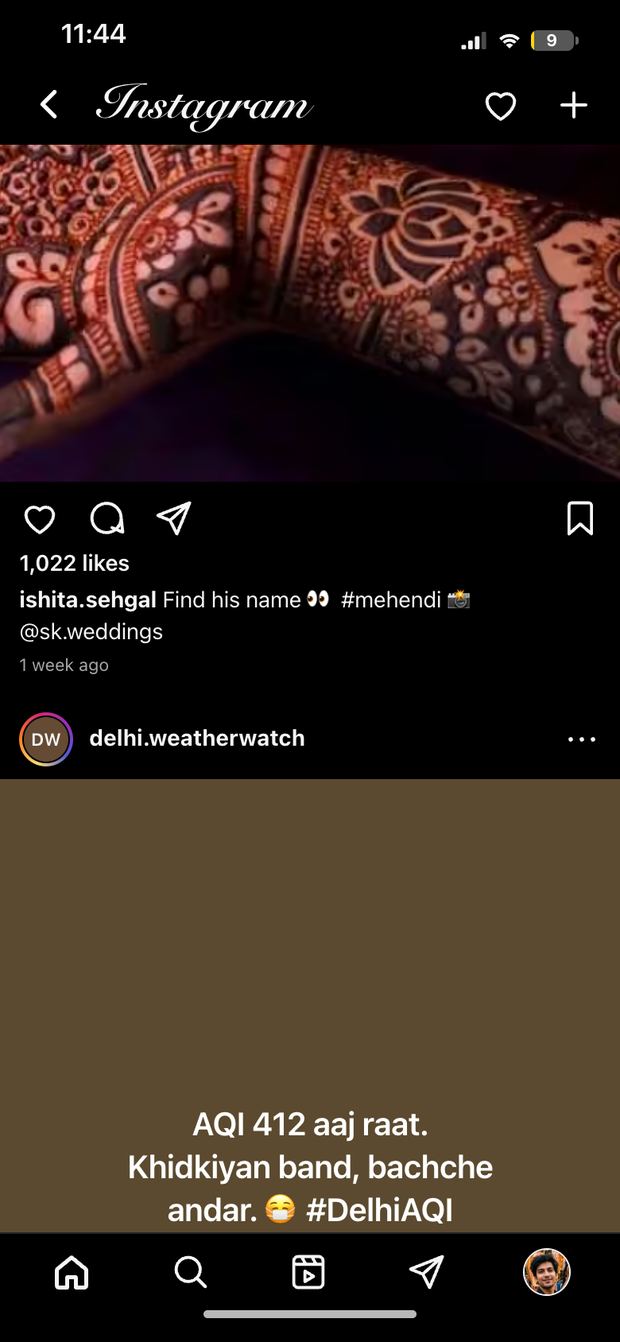 11:44
9
Instagram
1,022 likes
ishita.sehgal Find his name 👀 #mehendi 📸
@sk.weddings
1 week ago
DW delhi.weatherwatch
AQI 412 aaj raat.
Khidkiyan band, bachche
andar. 😷 #DelhiAQI